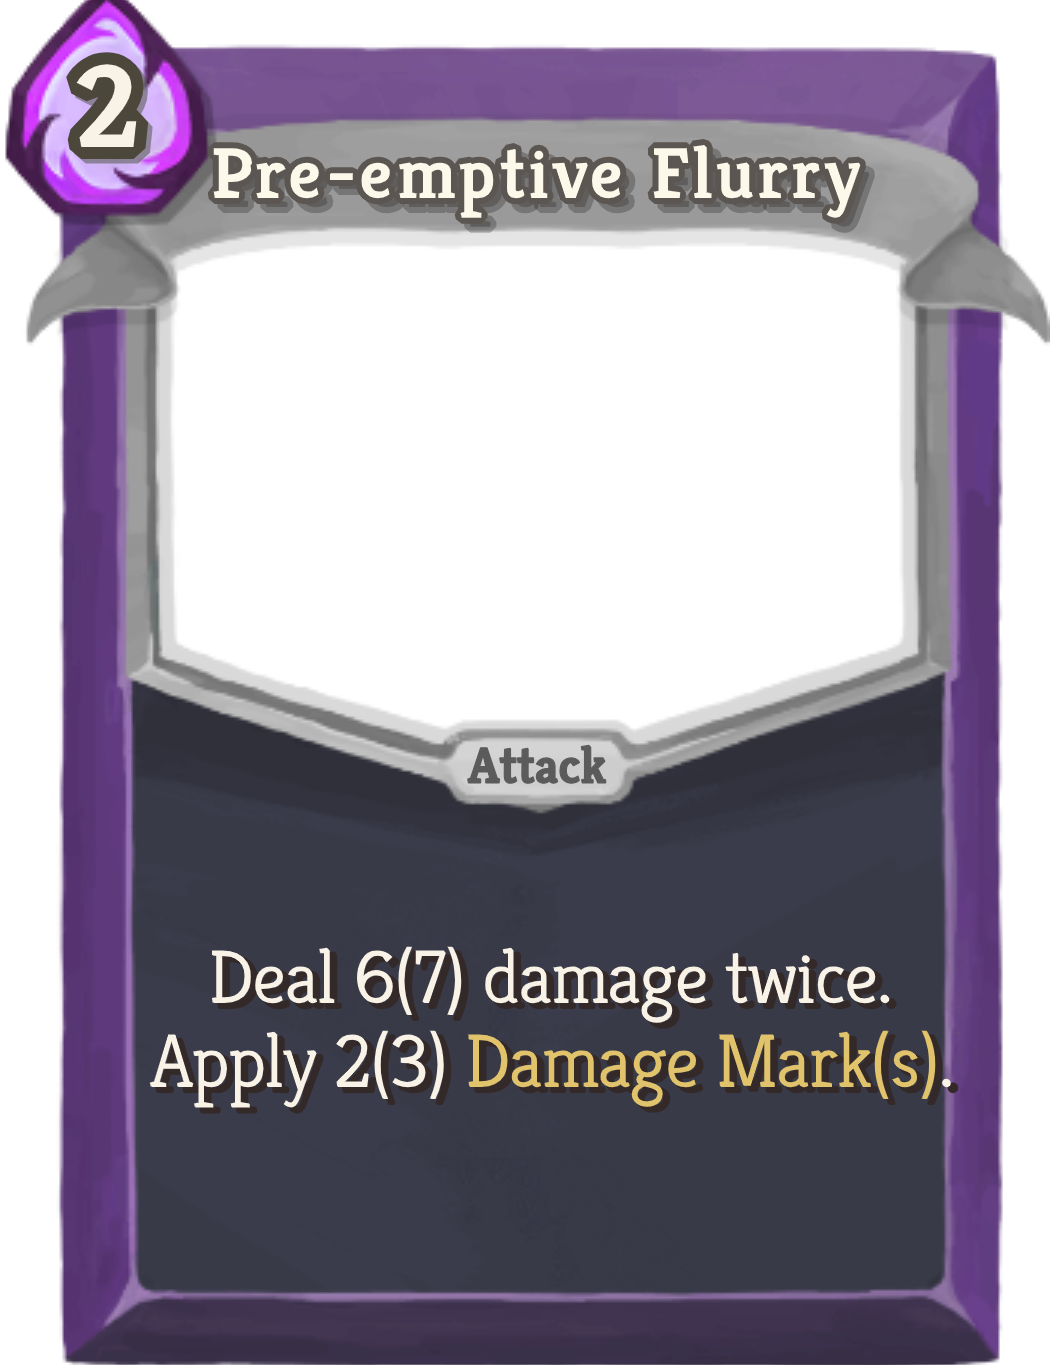 2
Pre-emptive Flurry
Attack
Deal 6(7) damage twice.
Apply 2(3) Damage Mark(s).